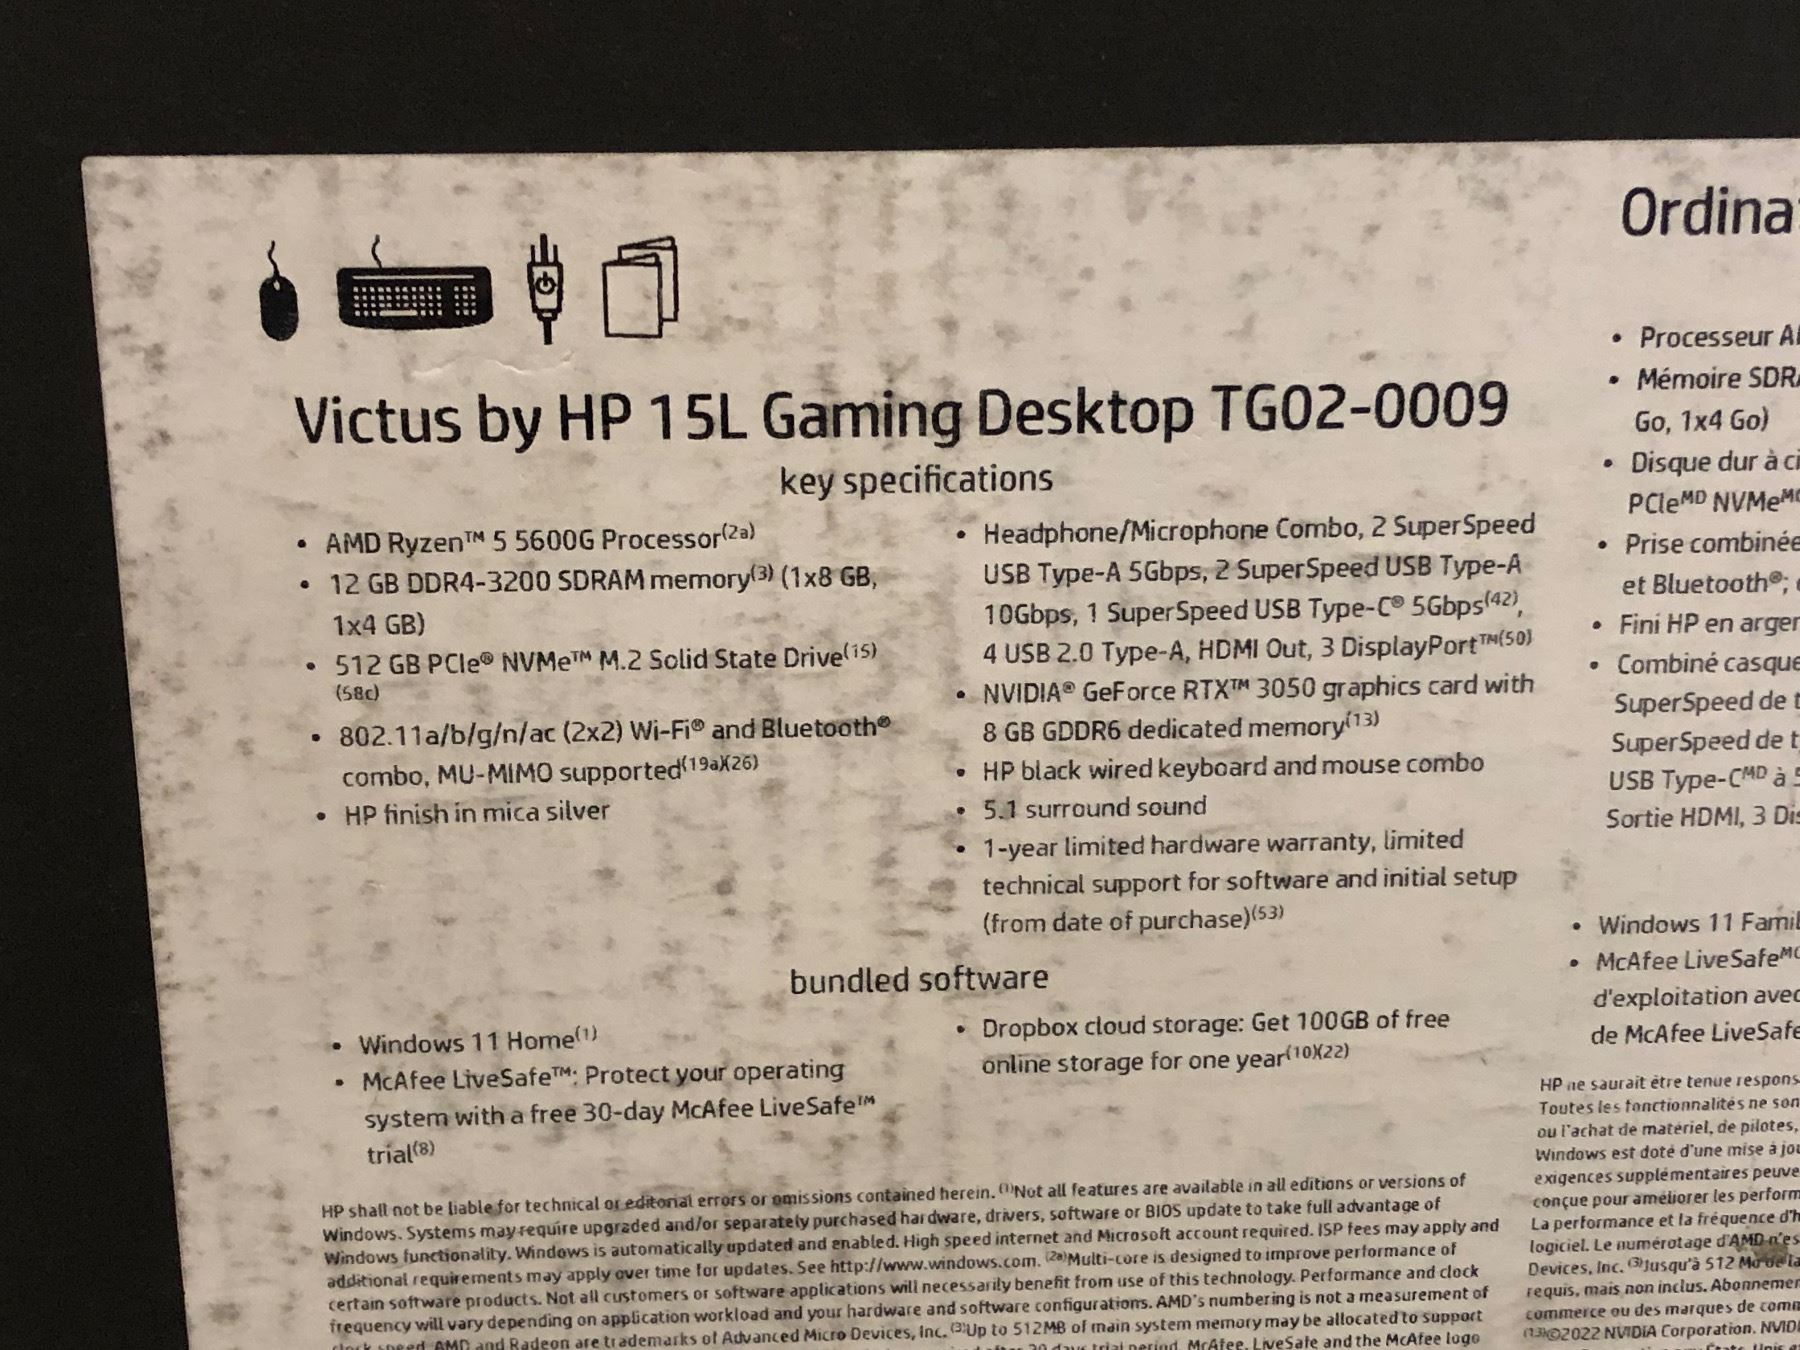 Victus by HP 15L Gaming Desktop TG02-0009
key specifications
• AMD Ryzen™ 5 5600G Processor(2a)
• 12 GB DDR4-3200 SDRAM memory(3) (1x8 GB,
1x4 GB)
• 512 GB PCIe® NVMe™ M.2 Solid State Drive(15)
(58c)
• 802.11a/b/g/n/ac (2x2) Wi-Fi® and Bluetooth®
combo, MU-MIMO supported(19a)(26)
• HP finish in mica silver
• Headphone/Microphone Combo, 2 SuperSpeed
USB Type-A 5Gbps, 2 SuperSpeed USB Type-A
10Gbps, 1 SuperSpeed USB Type-C® 5Gbps(42),
4 USB 2.0 Type-A, HDMI Out, 3 DisplayPort™(50)
• NVIDIA® GeForce RTX™ 3050 graphics card with
8 GB GDDR6 dedicated memory(13)
• HP black wired keyboard and mouse combo
• 5.1 surround sound
• 1-year limited hardware warranty, limited
technical support for software and initial setup
(from date of purchase)(53)
bundled software
• Windows 11 Home(1)
• McAfee LiveSafe™: Protect your operating
system with a free 30-day McAfee LiveSafe™
trial(8)
• Dropbox cloud storage: Get 100GB of free
online storage for one year(10)(22)
HP shall not be liable for technical or editorial errors or omissions contained herein. (1)Not all features are available in all editions or versions of
Windows. Systems may require upgraded and/or separately purchased hardware, drivers, software or BIOS update to take full advantage of
Windows functionality. Windows is automatically updated and enabled. High speed internet and Microsoft account required. ISP fees may apply and
additional requirements may apply over time for updates. See http://www.windows.com. (2a)Multi-core is designed to improve performance of
certain software products. Not all customers or software applications will necessarily benefit from use of this technology. Performance and clock
frequency will vary depending on application workload and your hardware and software configurations. AMD's numbering is not a measurement of
clock speed. AMD and Radeon are trademarks of Advanced Micro Devices, Inc. (3)Up to 512MB of main system memory may be allocated to support
30 days trial period. McAfee, LiveSafe and the McAfee logo
Ordina
• Processeur A
• Mémoire SDR
Go, 1x4 Go)
• Disque dur à ci
PCIeMD NVMeM
• Prise combinée
et Bluetooth®;
• Fini HP en arge
• Combiné casque
SuperSpeed de t
SuperSpeed de t
USB Type-CMD à 5
Sortie HDMI, 3 Di
• Windows 11 Famil
• McAfee LiveSafeM
d'exploitation avec
de McAfee LiveSafe
HP ne saurait être tenue respons
Toutes les fonctionnalités ne son
ou l'achat de matériel, de pilotes,
Windows est doté d'une mise à jou
exigences supplémentaires peuve
conçue pour améliorer les perform
La performance et la fréquence d'h
logiciel. Le numérotage d'AMD n'es
Devices, Inc. (3)Jusqu'à 512 Mo de la
requis, mais non inclus. Abonnemen
commerce ou des marques de comm
(13)©2022 NVIDIA Corporation. NVIDI